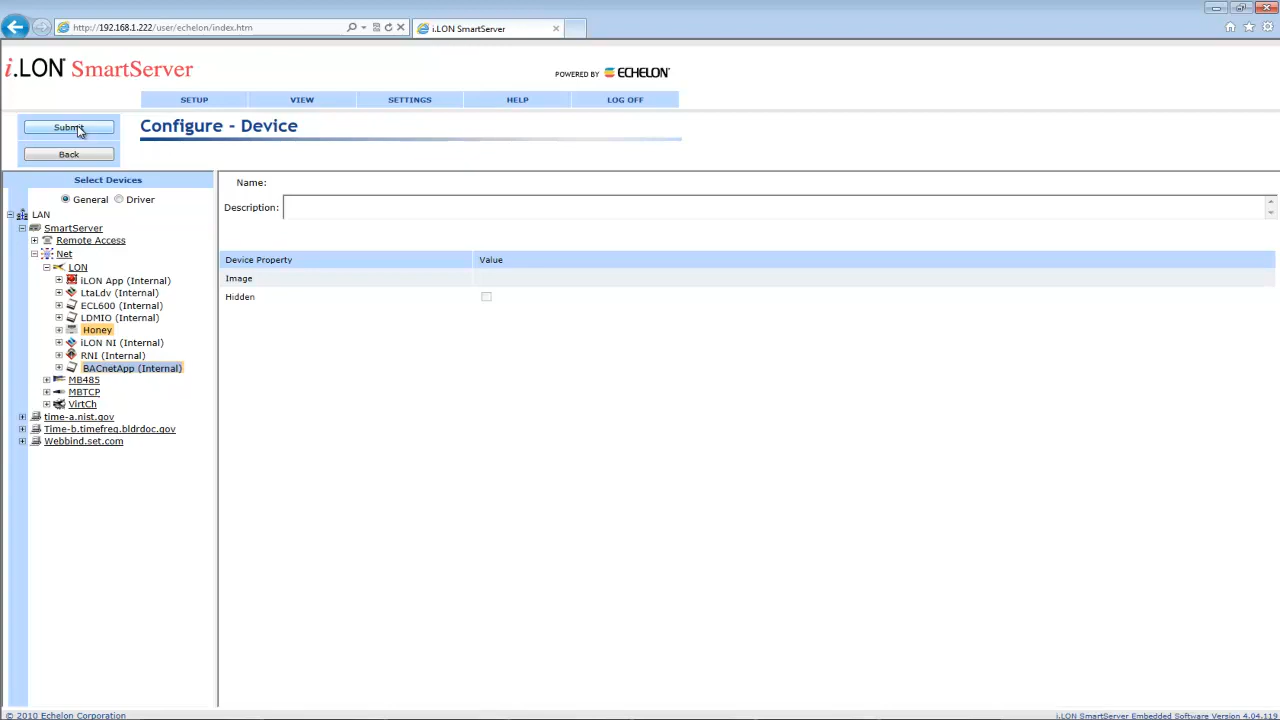 http://192.168.1.222/user/echelon/index.htm
i.LON SmartServer
i.LON® SmartServer
POWERED BY ECHELON®
SETUP VIEW SETTINGS HELP LOG OFF
Submit
Configure - Device
Back
Select Devices
General Driver
LAN
SmartServer
Remote Access
Net
LON
iLON App (Internal)
LtaLdv (Internal)
ECL600 (Internal)
LDMIO (Internal)
Honey
iLON NI (Internal)
RNI (Internal)
BACnetApp (Internal)
MB485
MBTCP
VirtCh
time-a.nist.gov
Time-b.timefreq.bldrdoc.gov
Webbind.set.com
Name:
Description:
Device Property Value
Image
Hidden
© 2010 Echelon Corporation
i.LON SmartServer Embedded Software Version 4.04.119